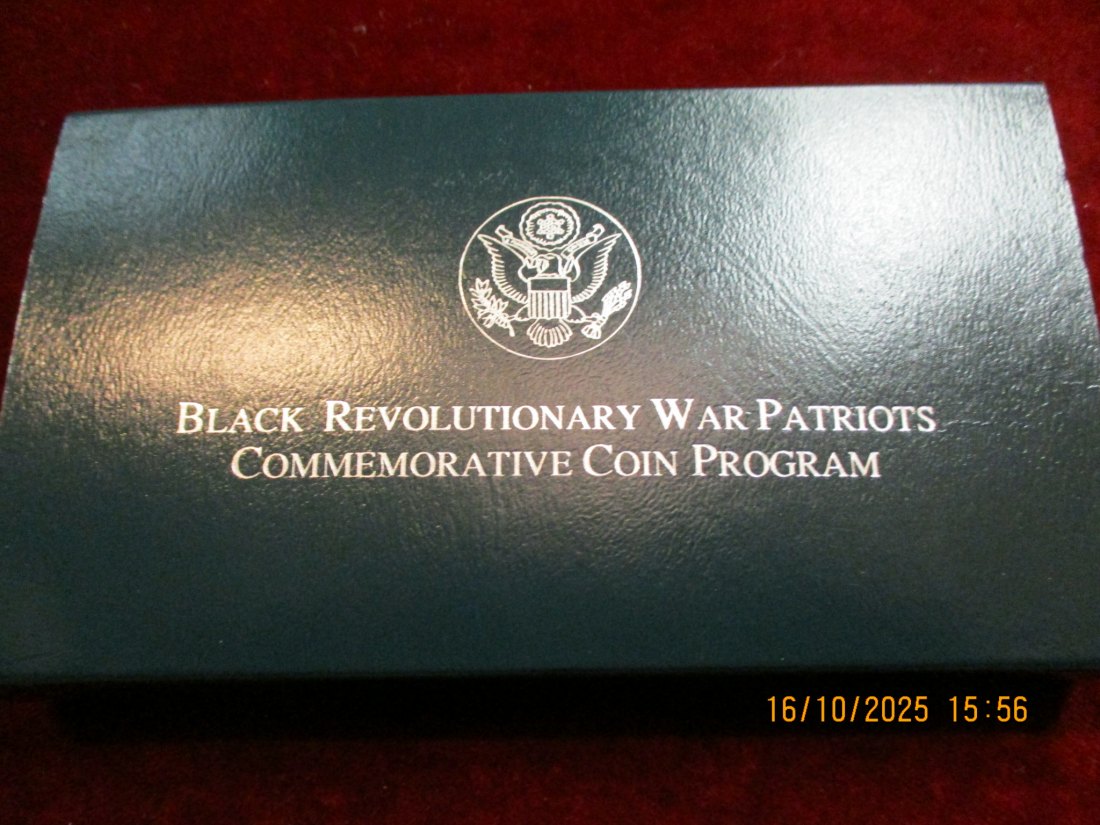 BLACK REVOLUTIONARY WAR PATRIOTS
COMMEMORATIVE COIN PROGRAM
16/10/2025 15:56